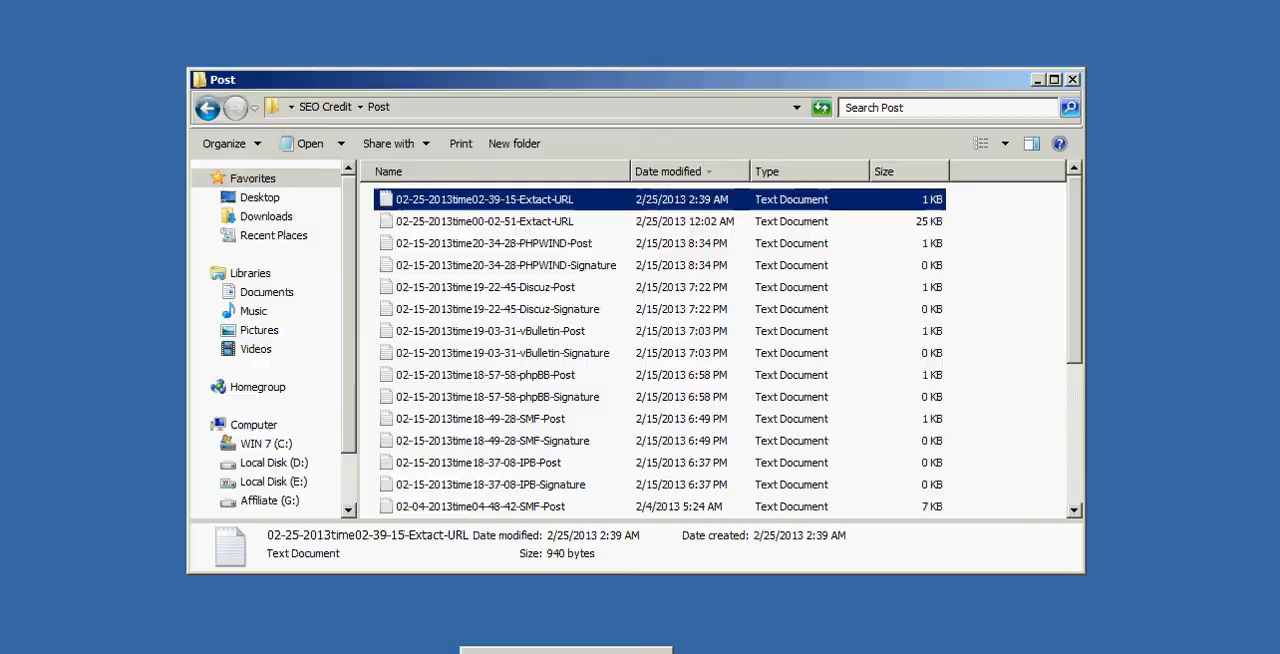 Post
SEO Credit Post
Search Post
Organize Open Share with Print New folder
Name Date modified Type Size
Favorites
Desktop
Downloads
Recent Places
Libraries
Documents
Music
Pictures
Videos
Homegroup
Computer
WIN 7 (C:)
Local Disk (D:)
Local Disk (E:)
Affiliate (G:)
02-25-2013time02-39-15-Extact-URL 2/25/2013 2:39 AM Text Document 1 KB
02-25-2013time00-02-51-Extact-URL 2/25/2013 12:02 AM Text Document 25 KB
02-15-2013time20-34-28-PHPWIND-Post 2/15/2013 8:34 PM Text Document 1 KB
02-15-2013time20-34-28-PHPWIND-Signature 2/15/2013 8:34 PM Text Document 0 KB
02-15-2013time19-22-45-Discuz-Post 2/15/2013 7:22 PM Text Document 1 KB
02-15-2013time19-22-45-Discuz-Signature 2/15/2013 7:22 PM Text Document 0 KB
02-15-2013time19-03-31-vBulletin-Post 2/15/2013 7:03 PM Text Document 1 KB
02-15-2013time19-03-31-vBulletin-Signature 2/15/2013 7:03 PM Text Document 0 KB
02-15-2013time18-57-58-phpBB-Post 2/15/2013 6:58 PM Text Document 1 KB
02-15-2013time18-57-58-phpBB-Signature 2/15/2013 6:58 PM Text Document 0 KB
02-15-2013time18-49-28-SMF-Post 2/15/2013 6:49 PM Text Document 1 KB
02-15-2013time18-49-28-SMF-Signature 2/15/2013 6:49 PM Text Document 0 KB
02-15-2013time18-37-08-IPB-Post 2/15/2013 6:37 PM Text Document 0 KB
02-15-2013time18-37-08-IPB-Signature 2/15/2013 6:37 PM Text Document 0 KB
02-04-2013time04-48-42-SMF-Post 2/4/2013 5:24 AM Text Document 7 KB
02-25-2013time02-39-15-Extact-URL Date modified: 2/25/2013 2:39 AM Date created: 2/25/2013 2:39 AM
Text Document Size: 940 bytes